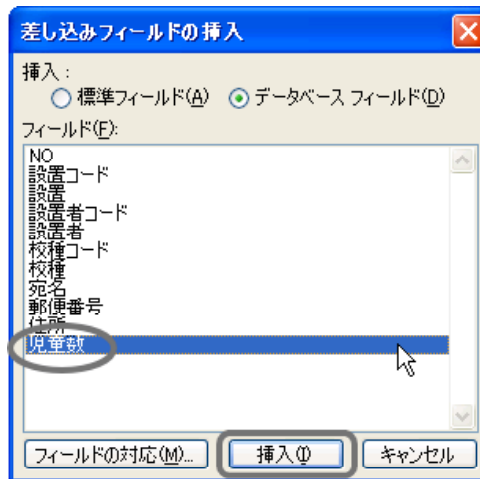 差し込みフィールドの挿入
挿入：
標準フィールド(A) データベース フィールド(D)
フィールド(F):
NO
設置コード
設置
設置者コード
設置者
校種コード
校種
宛名
郵便番号
住所
児童数
フィールドの対応(M)... 挿入(I) キャンセル